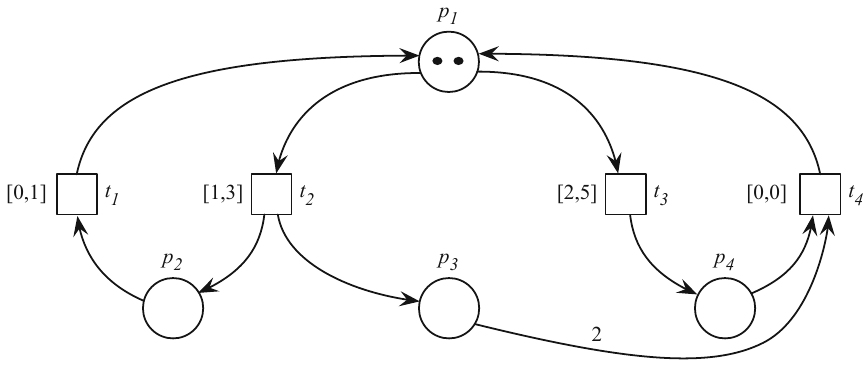 p1
[0,1] t1 [1,3] t2 [2,5] t3 [0,0] t4
p2 p3 p4
2